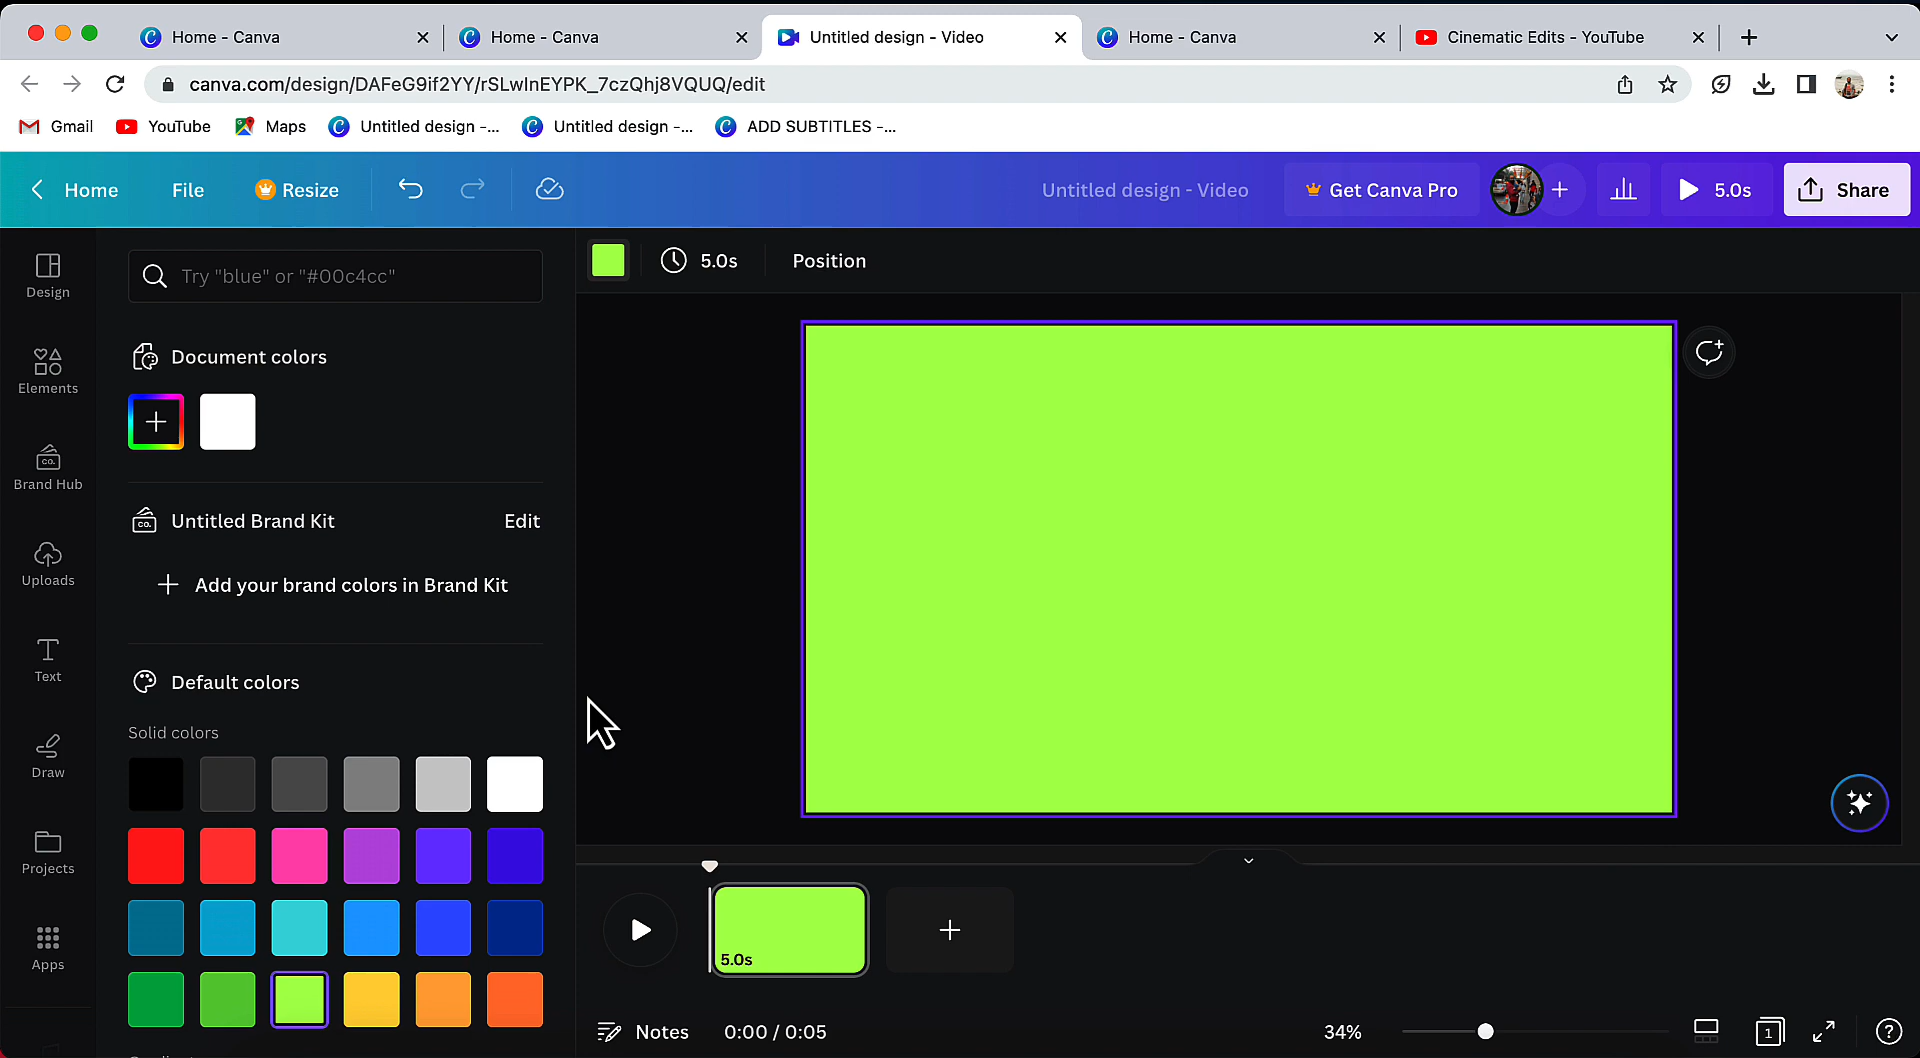 Home - Canva
Home - Canva
Untitled design - Video
Home - Canva
Cinematic Edits - YouTube
canva.com/design/DAFeG9if2YY/rSLwInEYPK_7czQhj8VQUQ/edit
Gmail
YouTube
Maps
Untitled design -...
Untitled design -...
ADD SUBTITLES -...
Home
File
Resize
Untitled design - Video
Get Canva Pro
5.0s
Share
Design
Elements
Brand Hub
Uploads
Text
Draw
Projects
Apps
Try "blue" or "#00c4cc"
Document colors
CO.
Untitled Brand Kit
Edit
Add your brand colors in Brand Kit
Default colors
Solid colors
5.0s
Position
5.0s
Notes
0:00 / 0:05
34%
1